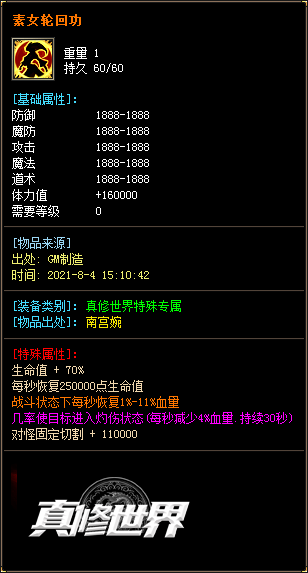 素女轮回功
重量 1
持久 60/60
[基础属性]:
防御 1888-1888
魔防 1888-1888
攻击 1888-1888
魔法 1888-1888
道术 1888-1888
体力值 +160000
需要等级 0
[物品来源]
出处: GM制造
时间: 2021-8-4 15:10:42
[装备类别]: 真修世界特殊专属
[物品出处]: 南宫婉
[特殊属性]:
生命值 + 70%
每秒恢复250000点生命值
战斗状态下每秒恢复1%-11%血量
几率使目标进入灼伤状态(每秒减少4%血量.持续30秒)
对怪固定切割 + 110000
真修世界